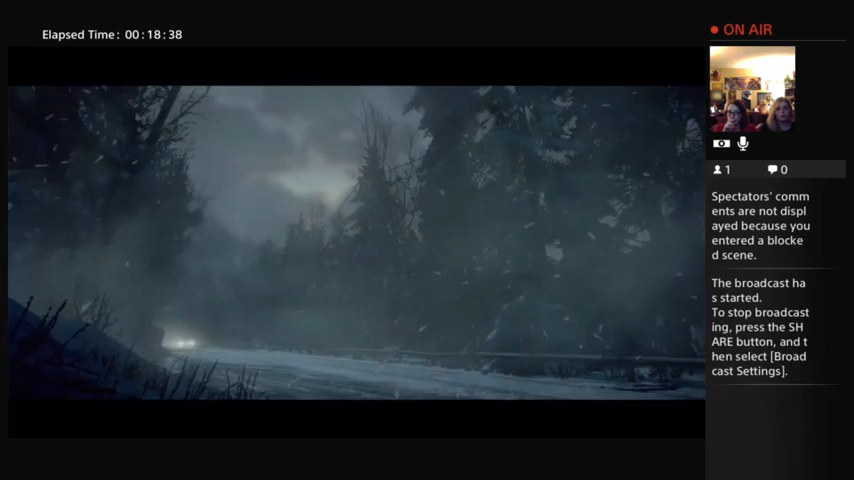 Elapsed Time: 00:18:38
ON AIR
1
0
Spectators' comm
ents are not displ
ayed because you
entered a blocke
d scene.
The broadcast ha
s started.
To stop broadcast
ing, press the SH
ARE button, and t
hen select [Broad
cast Settings].